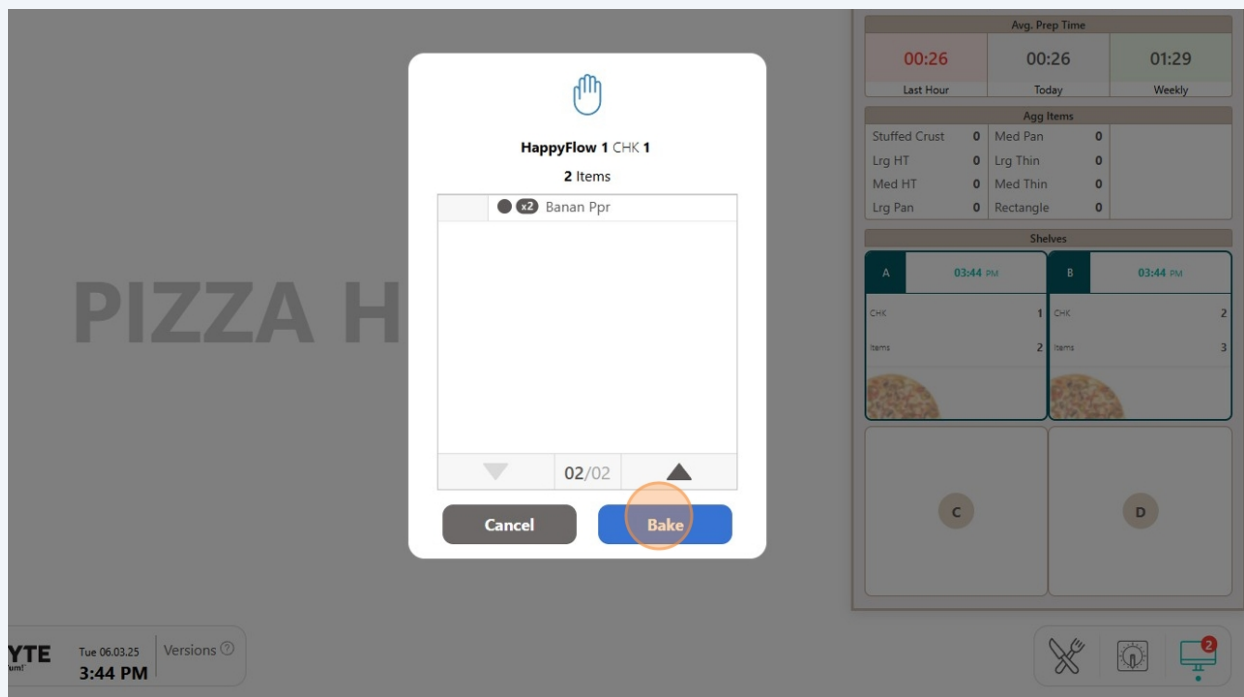 HappyFlow 1 CHK 1
2 Items
x2 Banan Ppr
02/02
Cancel
Bake
PIZZA H
Avg. Prep Time
00:26 00:26 01:29
Last Hour Today Weekly
Agg Items
Stuffed Crust 0 Med Pan 0
Lrg HT 0 Lrg Thin 0
Med HT 0 Med Thin 0
Lrg Pan 0 Rectangle 0
Shelves
A 03:44 PM B 03:44 PM
CHK 1 CHK 2
Items 2 Items 3
C D
YTE
Tue 06.03.25
3:44 PM
Versions ?
2